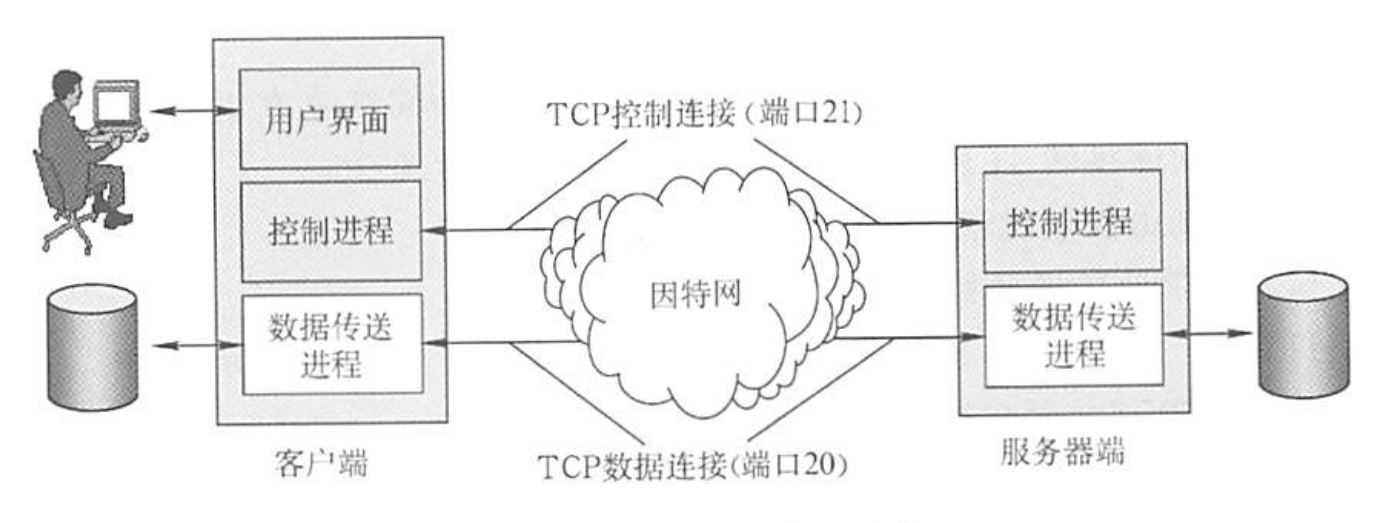 用户界面
控制进程
数据传送
进程
客户端
TCP控制连接(端口21)
因特网
TCP数据连接(端口20)
控制进程
数据传送
进程
服务器端